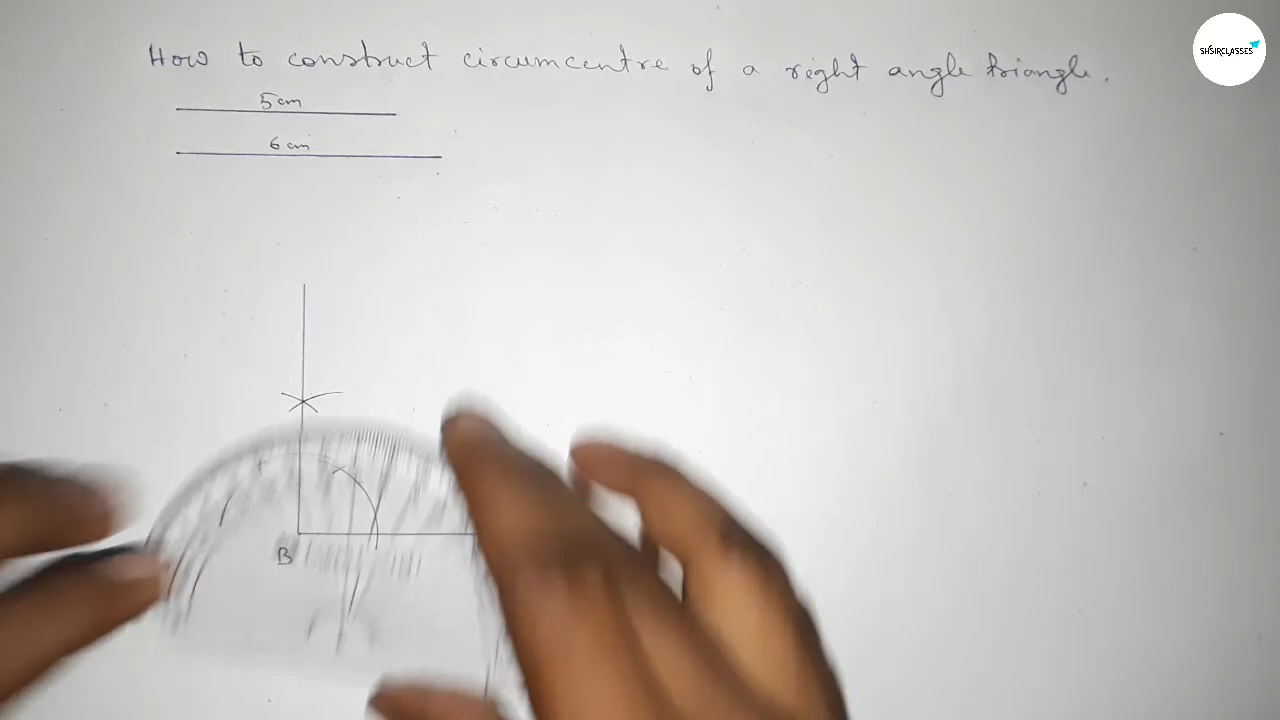 How to construct circumcentre of a right angle triangle.
5cm
6 cm
B
SHSIRCLASSES